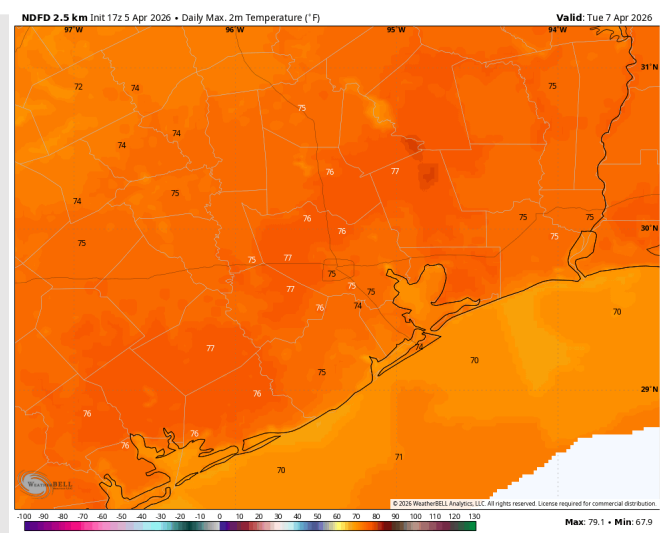 NDFD 2.5 km Init 17z 5 Apr 2026 • Daily Max. 2m Temperature (°F) Valid: Tue 7 Apr 2026
97°W 96°W 95°W 94°W
31°N
72 74 75 75
74
74
76 77
75
74
76 75 75
30°N
76 75
75
75 77
75
77 75 75
76 74 70
77 74
70
75
29°N
76
76
76
76
71
70
WeatherBELL
© 2026 WeatherBELL Analytics, LLC. All rights reserved. License required for commercial distribution.
-100 -90 -80 -70 -60 -50 -40 -30 -20 -10 0 10 20 30 40 50 60 70 80 90 100 110 120 130
Max: 79.1 • Min: 67.9